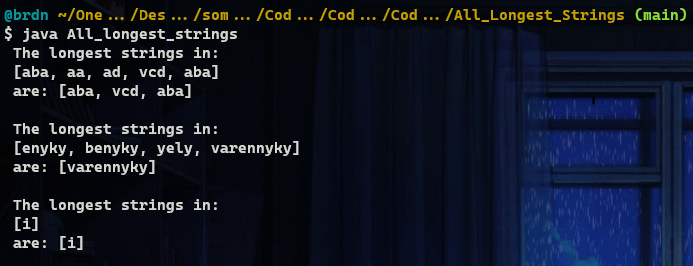 @brdn ~/One…/Des…/som…/Cod…/Cod…/Cod…/All_Longest_Strings (main)
$ java All_longest_strings
The longest strings in:
[aba, aa, ad, vcd, aba]
are: [aba, vcd, aba]
The longest strings in:
[enyky, benyky, yely, varennyky]
are: [varennyky]
The longest strings in:
[i]
are: [i]